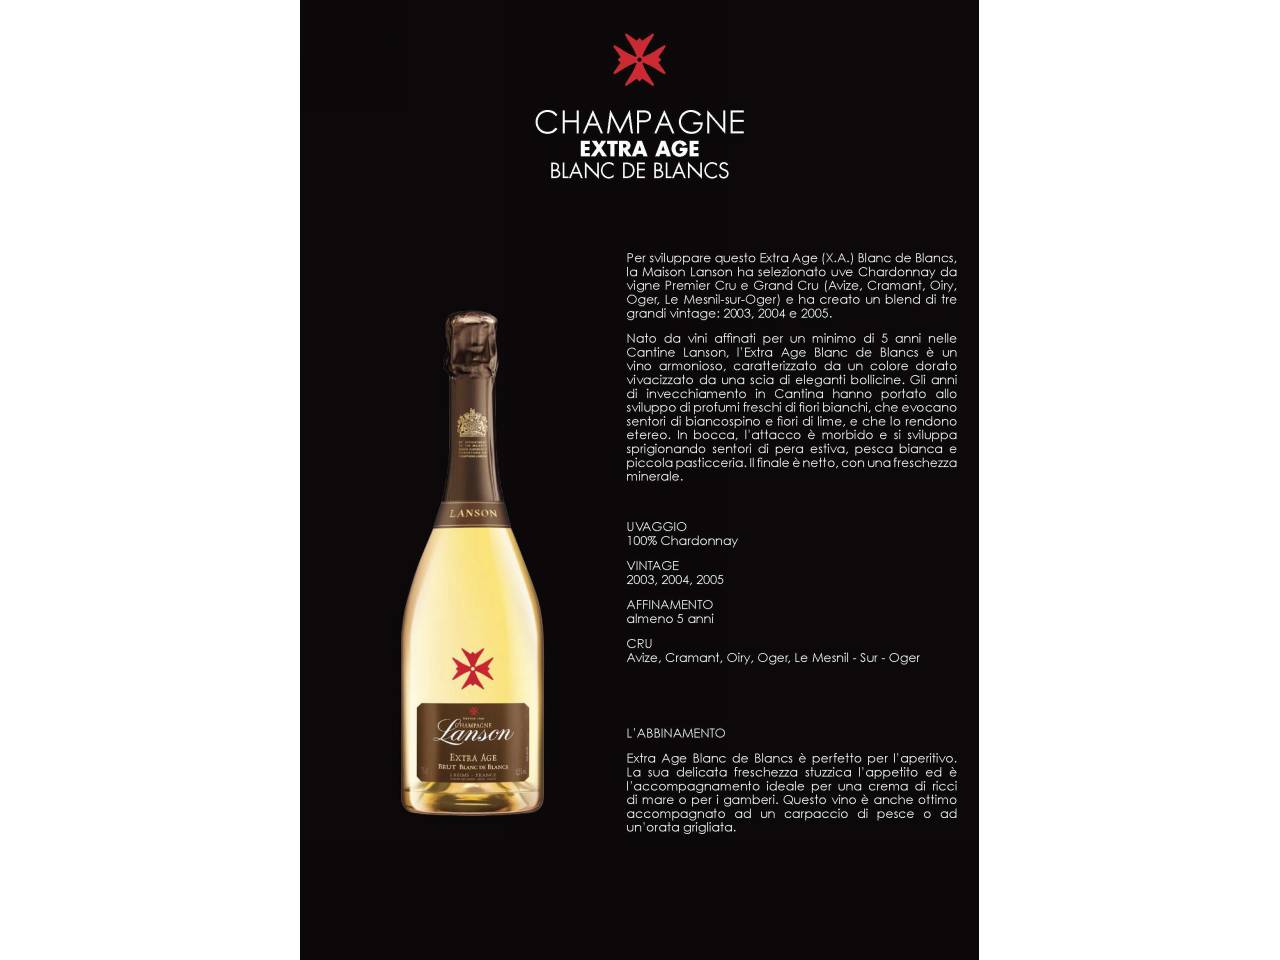 CHAMPAGNE
EXTRA AGE
BLANC DE BLANCS
Per sviluppare questo Extra Age (X.A.) Blanc de Blancs,
la Maison Lanson ha selezionato uve Chardonnay da
vigne Premier Cru e Grand Cru (Avize, Cramant, Oiry,
Oger, Le Mesnil-sur-Oger) e ha creato un blend di tre
grandi vintage: 2003, 2004 e 2005.
Nato da vini affinati per un minimo di 5 anni nelle
Cantine Lanson, l'Extra Age Blanc de Blancs è un
vino armonioso, caratterizzato da un colore dorato
vivacizzato da una scia di eleganti bollicine. Gli anni
di invecchiamento in Cantina hanno portato allo
sviluppo di profumi freschi di fiori bianchi, che evocano
sentori di biancospino e fiori di lime, e che lo rendono
etereo. In bocca, l'attacco è morbido e si sviluppa
sprigionando sentori di pera estiva, pesca bianca e
piccola pasticceria. Il finale è netto, con una freschezza
minerale.
UVAGGIO
100% Chardonnay
VINTAGE
2003, 2004, 2005
AFFINAMENTO
almeno 5 anni
CRU
Avize, Cramant, Oiry, Oger, Le Mesnil - Sur - Oger
L'ABBINAMENTO
Extra Age Blanc de Blancs è perfetto per l'aperitivo.
La sua delicata freschezza stuzzica l'appetito ed è
l'accompagnamento ideale per una crema di ricci
di mare o per i gamberi. Questo vino è anche ottimo
accompagnato ad un carpaccio di pesce o ad
un'orata grigliata.
LANSON
CHAMPAGNE
Lanson
EXTRA AGE
BRUT BLANC DE BLANCS